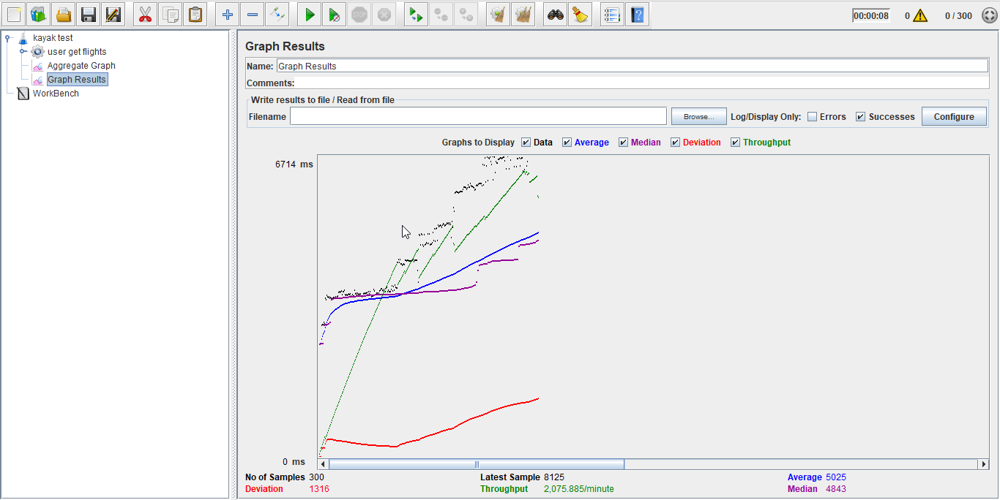 STOP
00:00:08
0
0 / 300
?
kayak test
user get flights
Aggregate Graph
Graph Results
WorkBench
Graph Results
Name: Graph Results
Comments:
Write results to file / Read from file
Filename
Browse...
Log/Display Only:
Errors
Successes
Configure
Graphs to Display
Data
Average
Median
Deviation
Throughput
6714 ms
0 ms
No of Samples 300
Latest Sample 8125
Average 5025
Deviation 1316
Throughput 2,075.885/minute
Median 4843